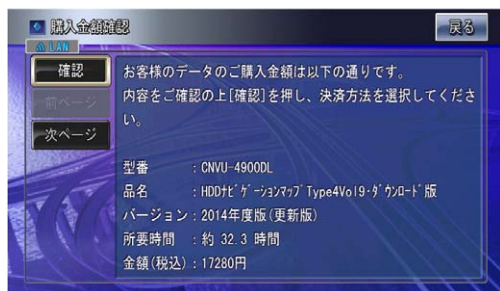 購入金額確認
戻る
LAN
確認
前ページ
次ページ
お客様のデータのご購入金額は以下の通りです。
内容をご確認の上[確認]を押し、決済方法を選択してくださ
い。
型番 : CNVU-4900DL
品名 : HDDﾅﾋﾞｹﾞｰｼｮﾝﾏｯﾌﾟType4Vol9･ﾀﾞｳﾝﾛｰﾄﾞ版
バージョン : 2014年度版(更新版)
所要時間 : 約 32.3 時間
金額(税込) : 17280円